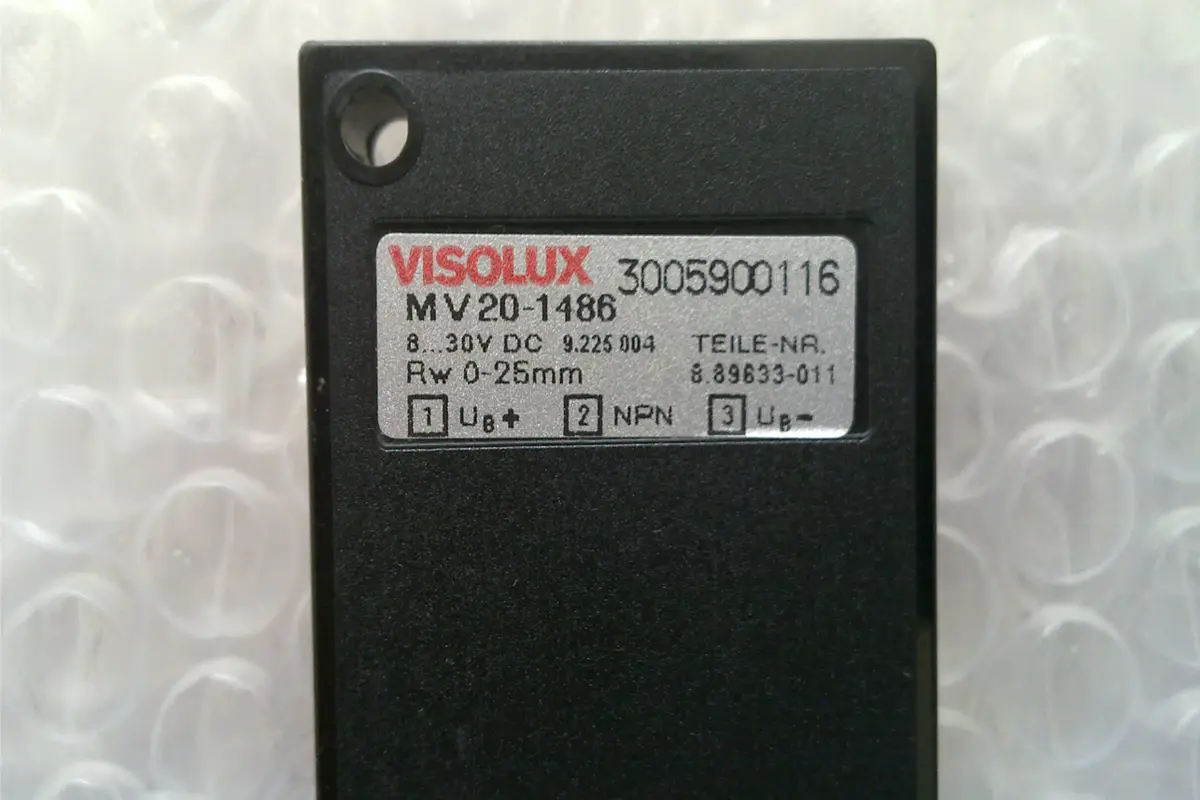 VISOLUX 3005900116
MV20-1486
8...30V DC 9.225 004 TEILE-NR.
Rw 0-25mm 8.89633-011
1 UB+ 2 NPN 3 UB-